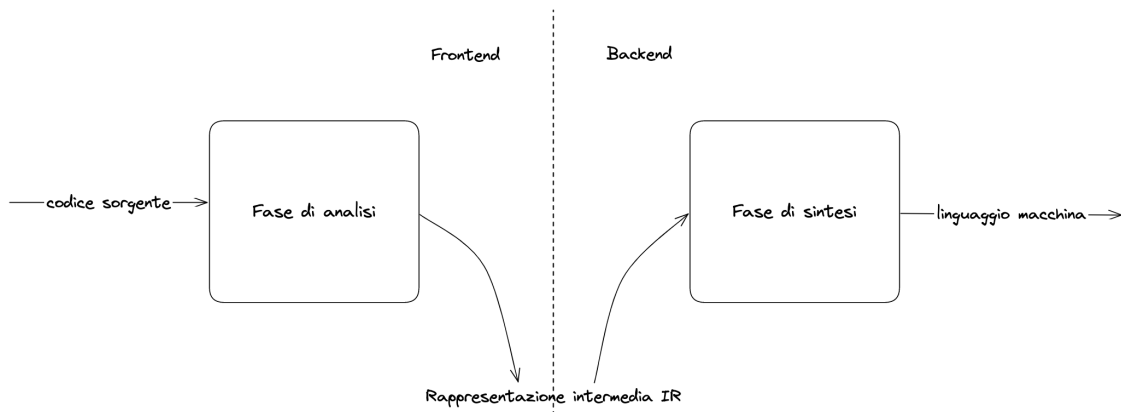 Frontend
Backend
codice sorgente
Fase di analisi
Fase di sintesi
linguaggio macchina
Rappresentazione intermedia IR